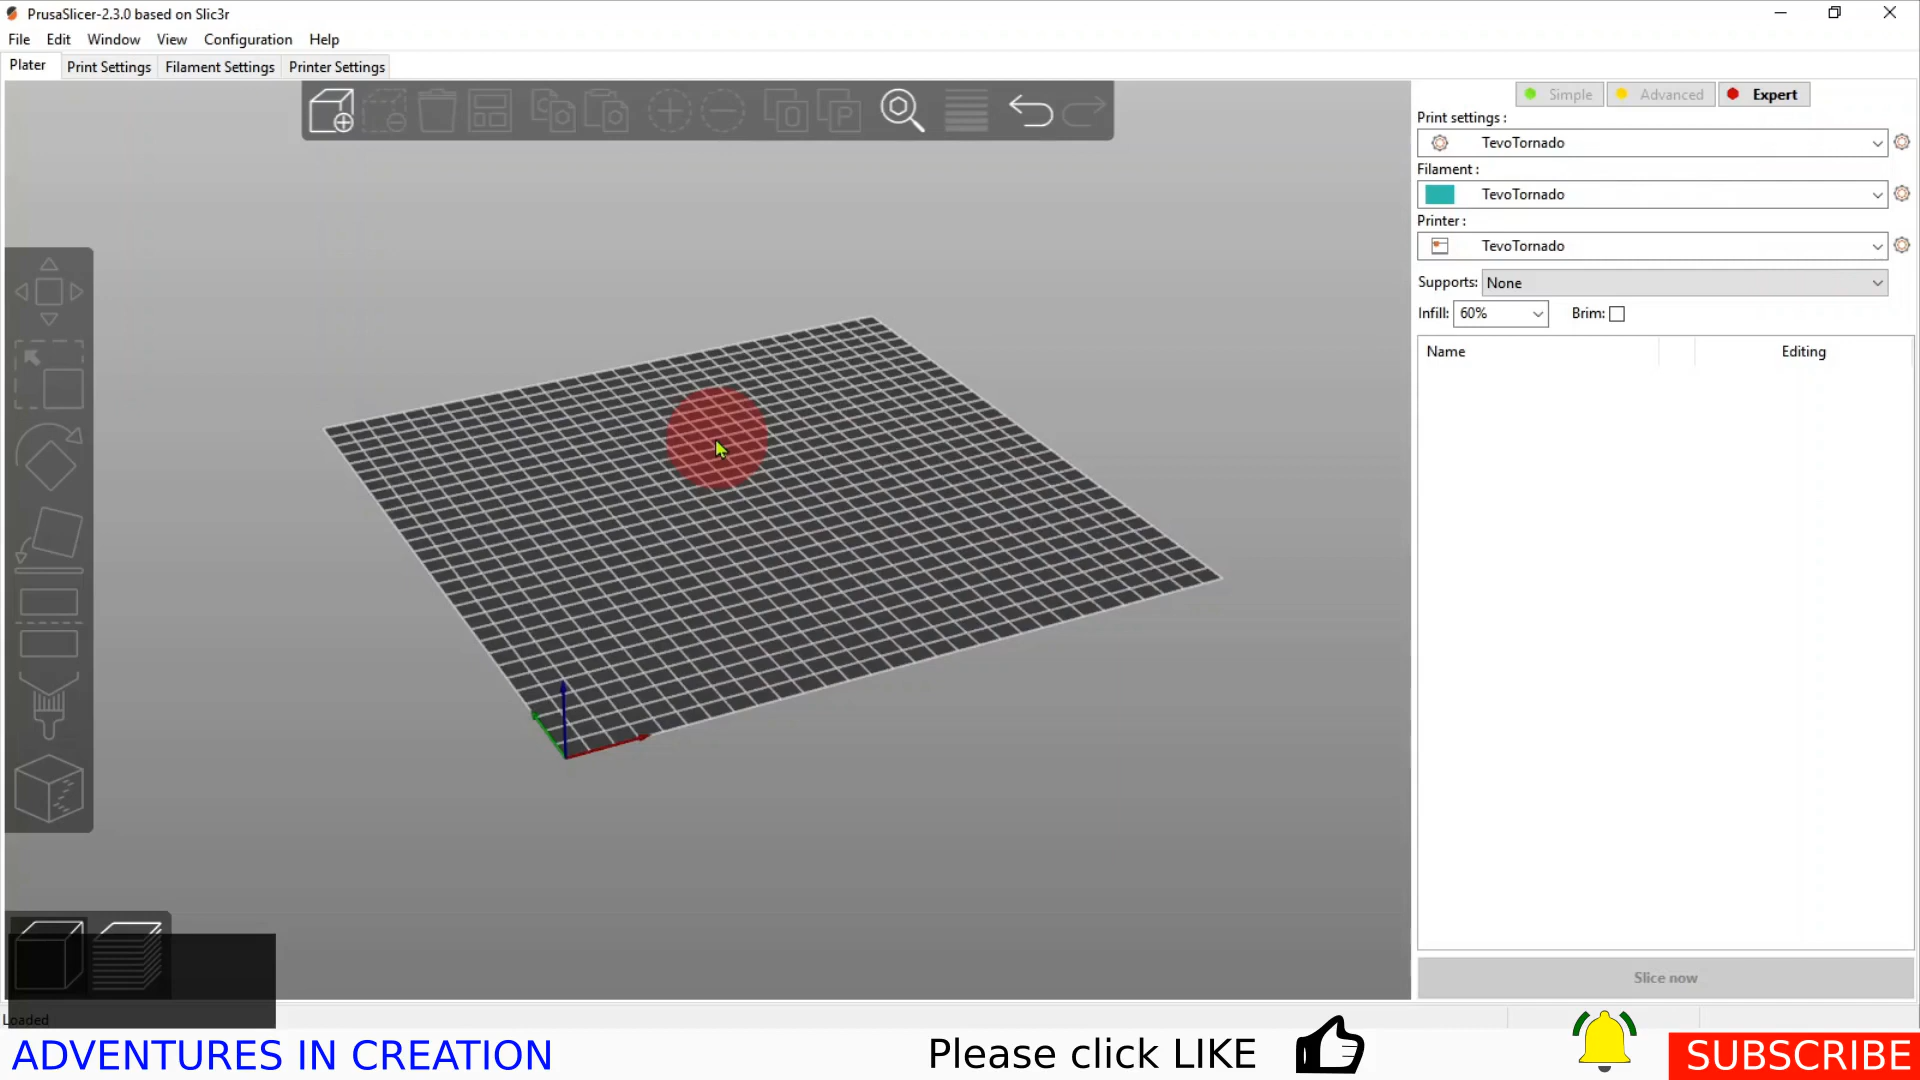 PrusaSlicer-2.3.0 based on Slic3r
File Edit Window View Configuration Help
Plater Print Settings Filament Settings Printer Settings
Simple Advanced Expert
Print settings :
TevoTornado
Filament :
TevoTornado
Printer :
TevoTornado
Supports: None
Infill: 60% Brim:
Name Editing
Slice now
Loaded
ADVENTURES IN CREATION Please click LIKE SUBSCRIBE